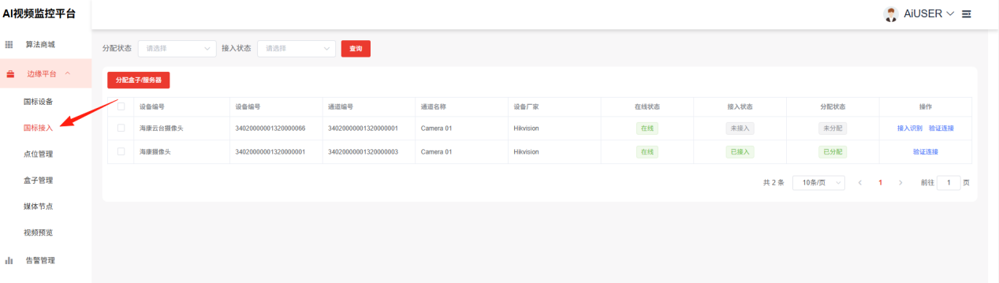 AI视频监控平台
AiUSER
算法商城
边缘平台
国标设备
国标接入
点位管理
盒子管理
媒体节点
视频预览
告警管理
分配状态 请选择 接入状态 请选择 查询
分配盒子/服务器
设备编号 设备编号 通道编号 通道名称 设备厂家 在线状态 接入状态 分配状态 操作
海康云台摄像头 34020000001320000066 34020000001320000001 Camera 01 Hikvision 在线 未接入 未分配 接入识别 验证连接
海康摄像头 34020000001320000001 34020000001320000003 Camera 01 Hikvision 在线 已接入 已分配 验证连接
共 2 条 10条/页 1 前往 1 页